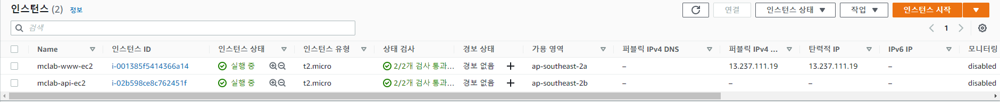 인스턴스 (2) 정보
연결 인스턴스 상태 작업 인스턴스 시작
검색
1
Name 인스턴스 ID 인스턴스 상태 인스턴스 유형 상태 검사 경보 상태 가용 영역 퍼블릭 IPv4 DNS 퍼블릭 IPv4 ... 탄력적 IP IPv6 IP 모니터링
mclab-www-ec2 i-001385f5414366a14 실행 중 t2.micro 2/2개 검사 통과... 경보 없음 + ap-southeast-2a – 13.237.111.19 13.237.111.19 – disabled
mclab-api-ec2 i-02b598ce8c762451f 실행 중 t2.micro 2/2개 검사 통과... 경보 없음 + ap-southeast-2b – – – – disabled